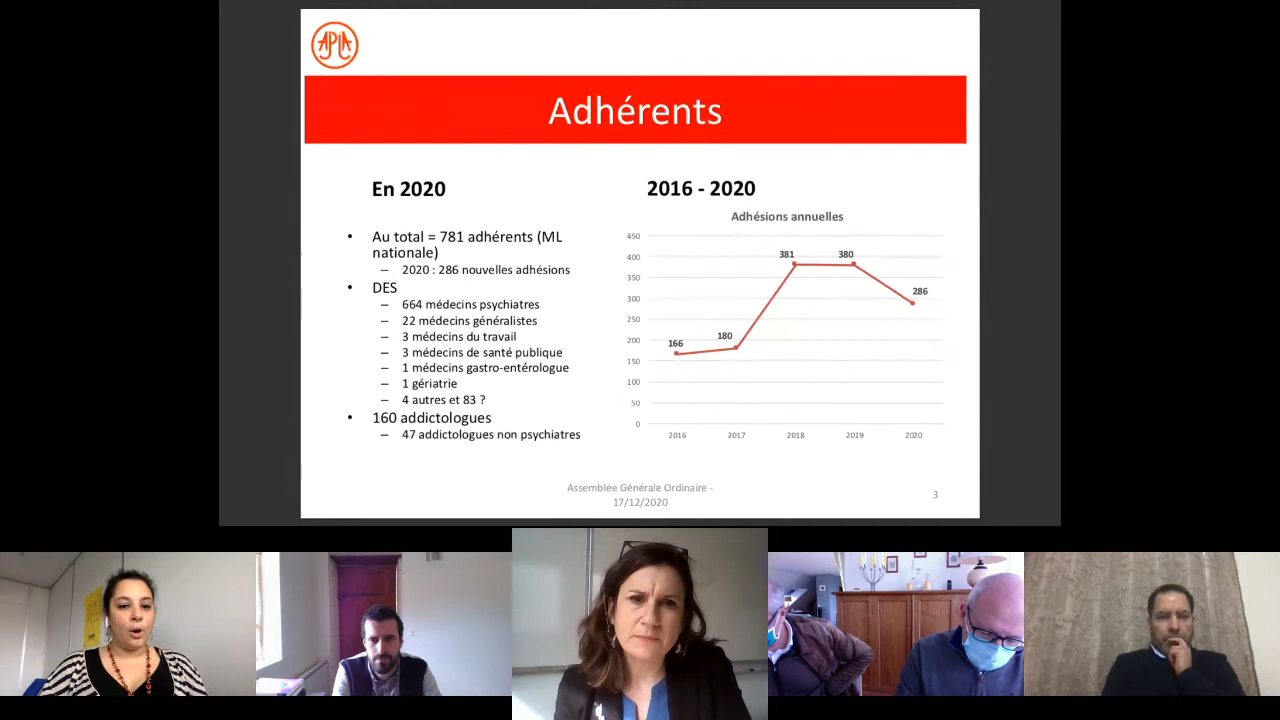 APIA
Adhérents
En 2020
• Au total = 781 adhérents (ML
nationale)
– 2020 : 286 nouvelles adhésions
• DES
– 664 médecins psychiatres
– 22 médecins généralistes
– 3 médecins du travail
– 3 médecins de santé publique
– 1 médecins gastro-entérologue
– 1 gériatrie
– 4 autres et 83 ?
• 160 addictologues
– 47 addictologues non psychiatres
2016 - 2020
Adhésions annuelles
450
400
350
300
250
200
150
100
50
0
166
180
381
380
286
2016
2017
2018
2019
2020
Assemblée Générale Ordinaire -
17/12/2020
3